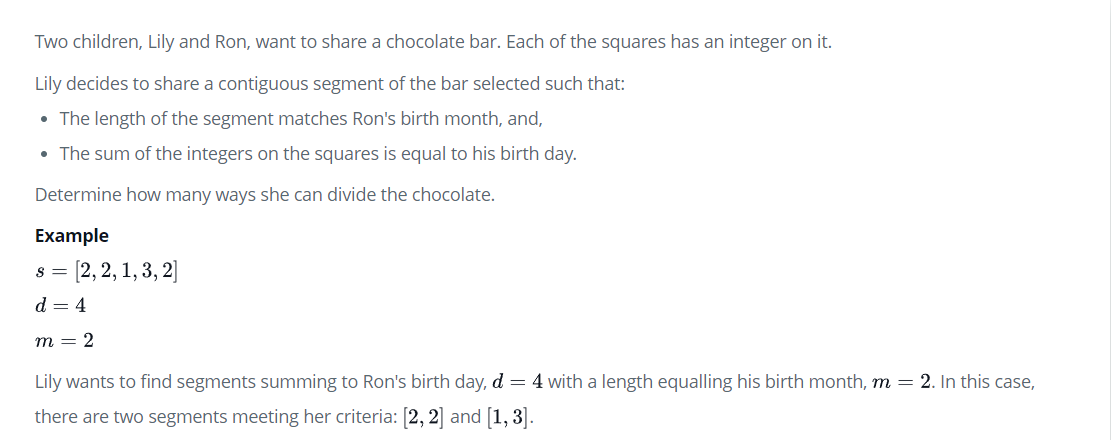 Two children, Lily and Ron, want to share a chocolate bar. Each of the squares has an integer on it.
Lily decides to share a contiguous segment of the bar selected such that:
• The length of the segment matches Ron's birth month, and,
• The sum of the integers on the squares is equal to his birth day.
Determine how many ways she can divide the chocolate.
Example
s = [2, 2, 1, 3, 2]
d = 4
m = 2
Lily wants to find segments summing to Ron's birth day, d = 4 with a length equalling his birth month, m = 2. In this case,
there are two segments meeting her criteria: [2, 2] and [1, 3].